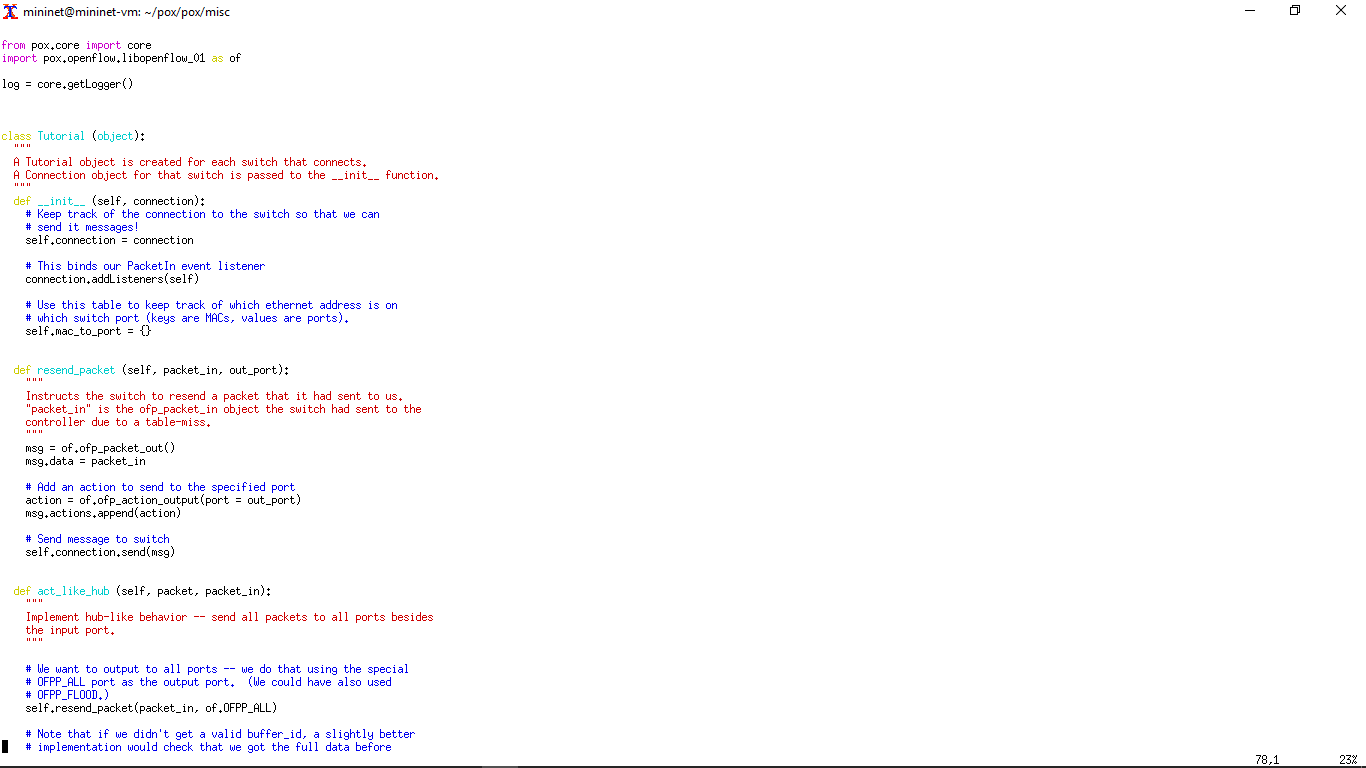 mininet@mininet-vm: ~/pox/pox/misc
from pox.core import core
import pox.openflow.libopenflow_01 as of
log = core.getLogger()
class Tutorial (object):
  """
  A Tutorial object is created for each switch that connects.
  A Connection object for that switch is passed to the __init__ function.
  """
  def __init__ (self, connection):
    # Keep track of the connection to the switch so that we can
    # send it messages!
    self.connection = connection
    # This binds our PacketIn event listener
    connection.addListeners(self)
    # Use this table to keep track of which ethernet address is on
    # which switch port (keys are MACs, values are ports).
    self.mac_to_port = {}
  def resend_packet (self, packet_in, out_port):
    """
    Instructs the switch to resend a packet that it had sent to us.
    "packet_in" is the ofp_packet_in object the switch had sent to the
    controller due to a table-miss.
    """
    msg = of.ofp_packet_out()
    msg.data = packet_in
    # Add an action to send to the specified port
    action = of.ofp_action_output(port = out_port)
    msg.actions.append(action)
    # Send message to switch
    self.connection.send(msg)
  def act_like_hub (self, packet, packet_in):
    """
    Implement hub-like behavior -- send all packets to all ports besides
    the input port.
    """
    # We want to output to all ports -- we do that using the special
    # OFPP_ALL port as the output port.  (We could have also used
    # OFPP_FLOOD.)
    self.resend_packet(packet_in, of.OFPP_ALL)
    # Note that if we didn't get a valid buffer_id, a slightly better
    # implementation would check that we got the full data before
78,1 23%